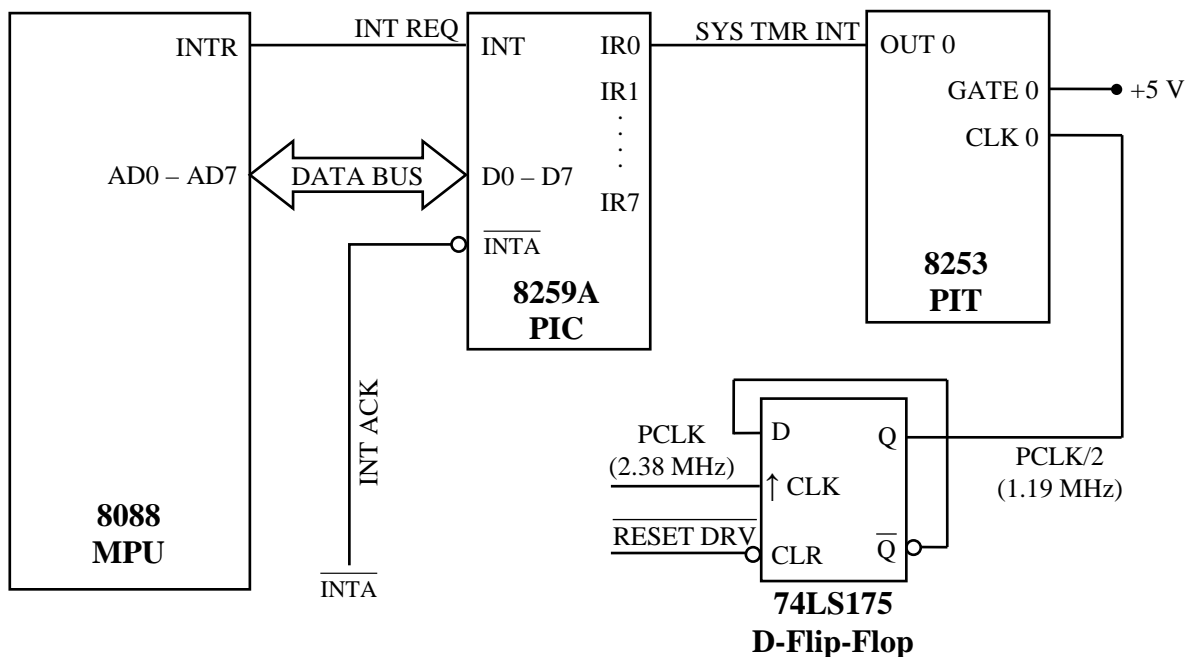 INT REQ
SYS TMR INT
INTR
INT
IR0
OUT 0
IR1
GATE 0
+5 V
CLK 0
AD0 – AD7
DATA BUS
D0 – D7
IR7
INTA
8259A
PIC
8253
PIT
INT ACK
8088
MPU
INTA
PCLK
(2.38 MHz)
D
Q
PCLK/2
(1.19 MHz)
↑ CLK
RESET DRV
CLR
Q
74LS175
D-Flip-Flop